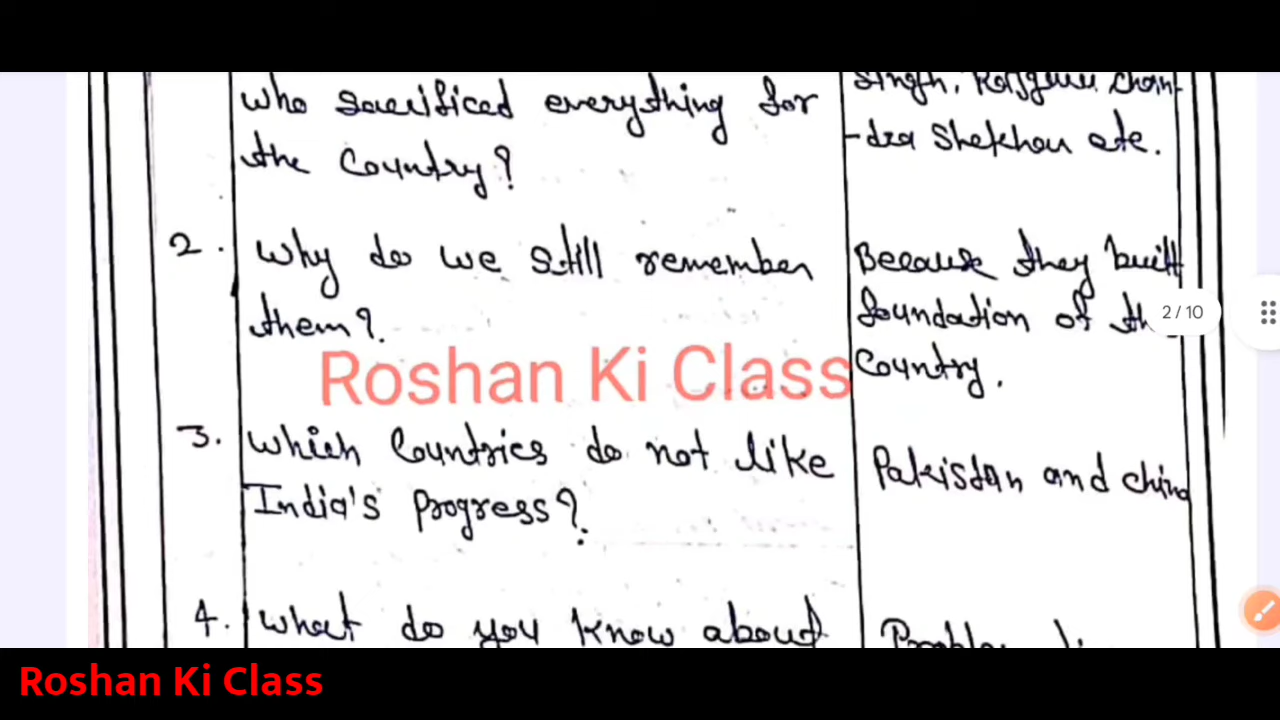 who sacrificed everything for
the Country?
Singh, Rajguru Chan-
-dra Shekhar etc.
2. Why do we still remember
them?
Because they built
foundation of the
Country.
2 / 10
Roshan Ki Class
3. Which Countries do not like
India's Progress?
Pakistan and China
4. What do you know about
Roshan Ki Class